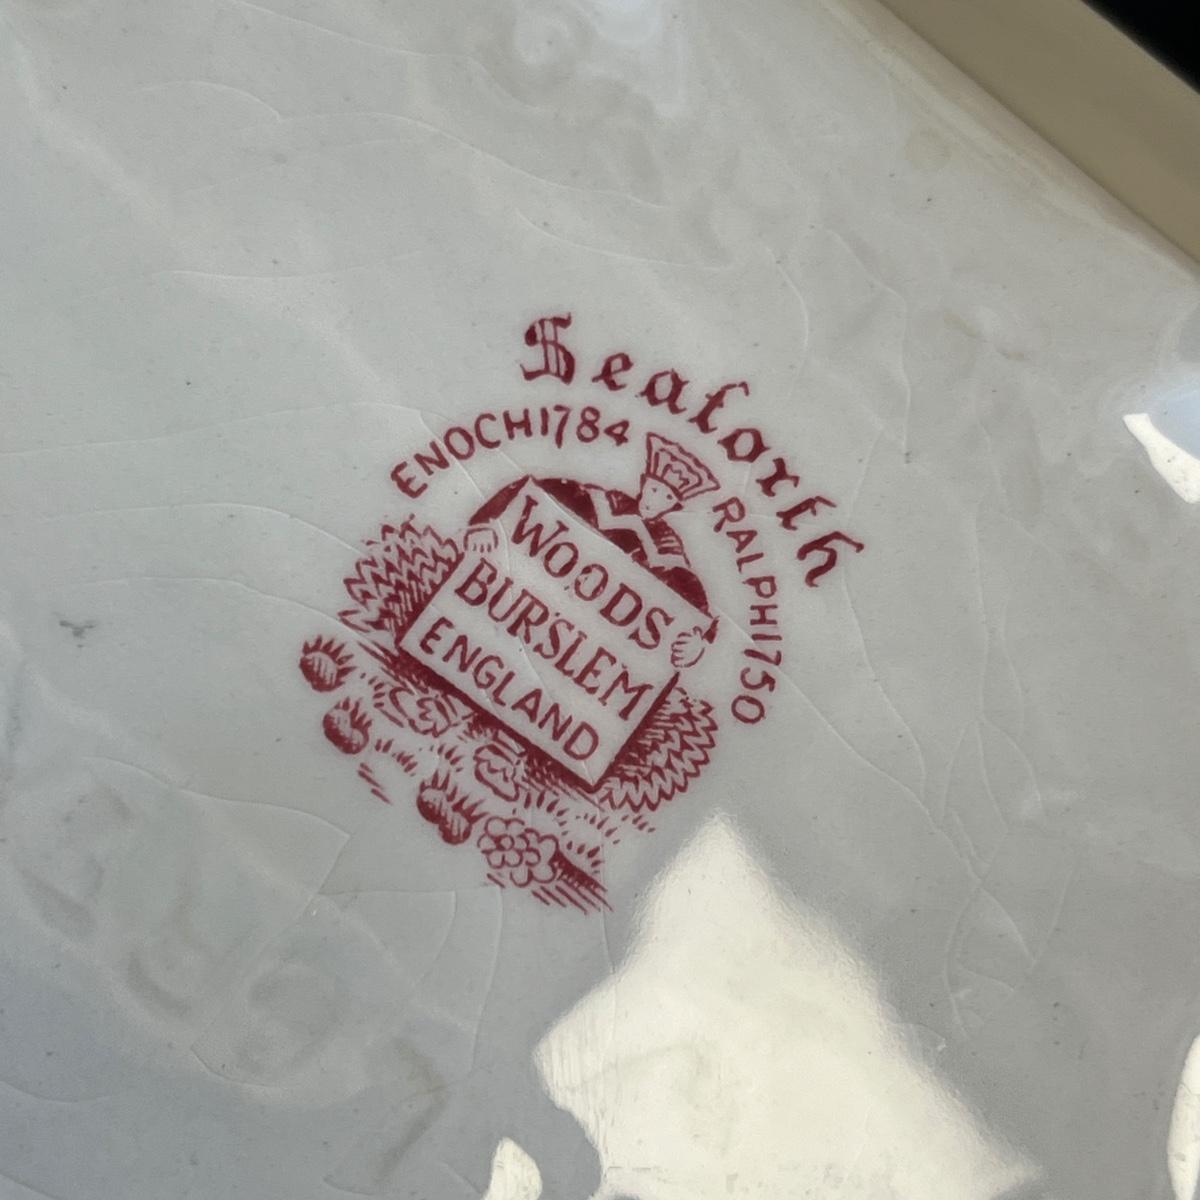 Seaforth
ENOCH 1784
RALPH 1750
WOODS
BURSLEM
ENGLAND